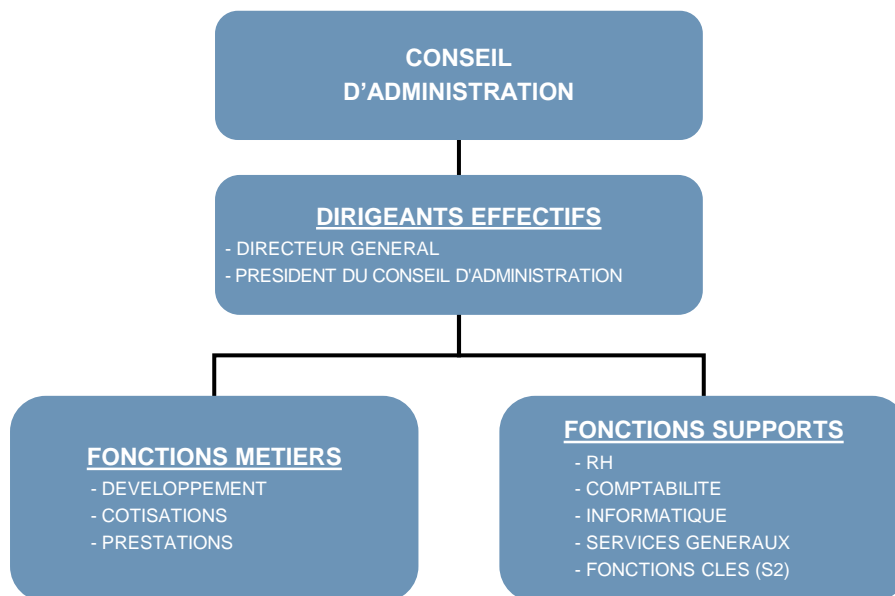 CONSEIL
D’ADMINISTRATION
DIRIGEANTS EFFECTIFS
- DIRECTEUR GENERAL
- PRESIDENT DU CONSEIL D'ADMINISTRATION
FONCTIONS METIERS
- DEVELOPPEMENT
- COTISATIONS
- PRESTATIONS
FONCTIONS SUPPORTS
- RH
- COMPTABILITE
- INFORMATIQUE
- SERVICES GENERAUX
- FONCTIONS CLES (S2)